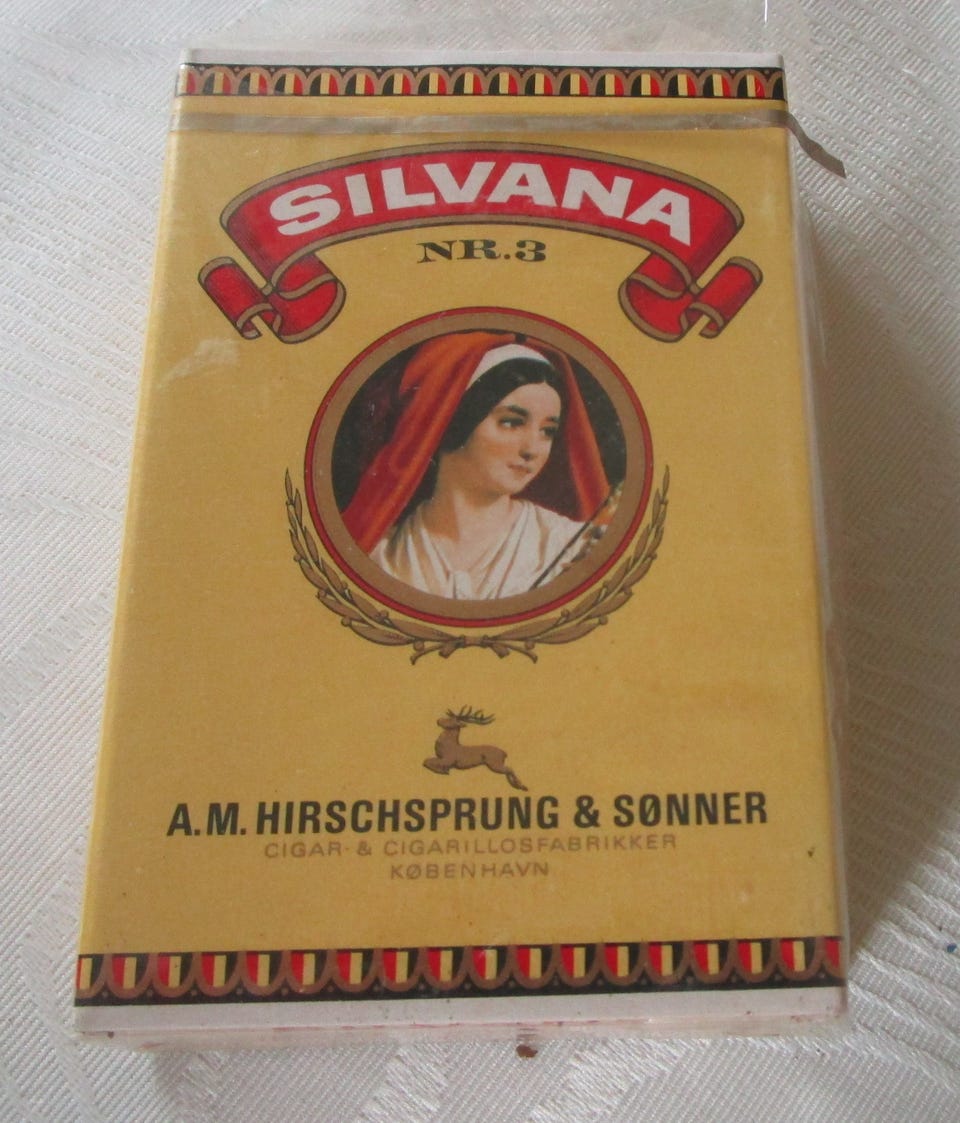 SILVANA
NR.3
A.M. HIRSCHSPRUNG & SØNNER
CIGAR- & CIGARILLOSFABRIKKER
KØBENHAVN